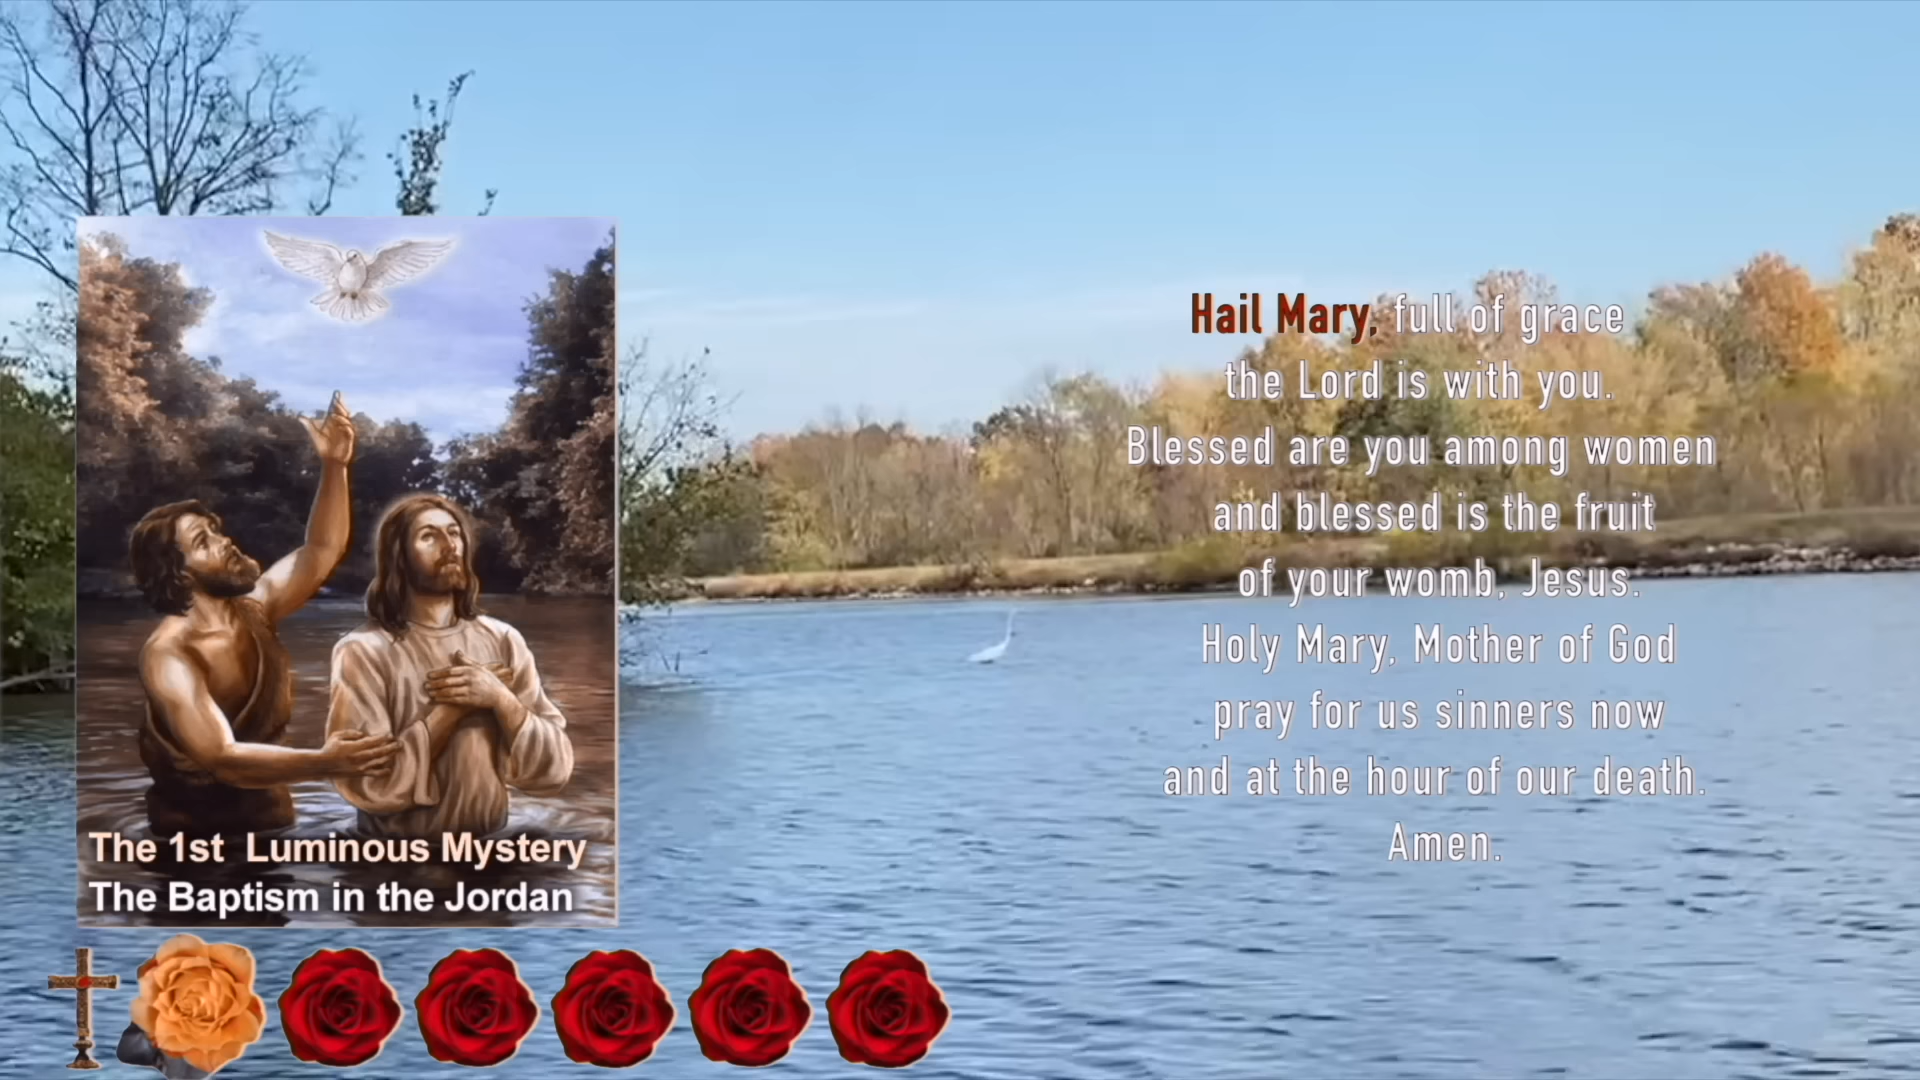 Hail Mary, full of grace
the Lord is with you.
Blessed are you among women
and blessed is the fruit
of your womb, Jesus.
Holy Mary, Mother of God
pray for us sinners now
and at the hour of our death.
Amen.
The 1st Luminous Mystery
The Baptism in the Jordan